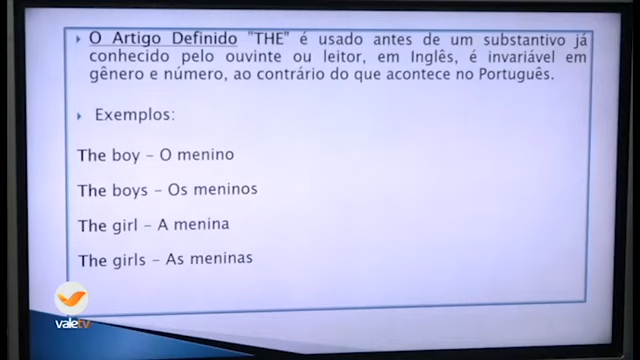 O Artigo Definido "THE" é usado antes de um substantivo já
conhecido pelo ouvinte ou leitor, em Inglês, é invariável em
gênero e número, ao contrário do que acontece no Português.
Exemplos:
The boy – O menino
The boys – Os meninos
The girl – A menina
The girls – As meninas
valetv